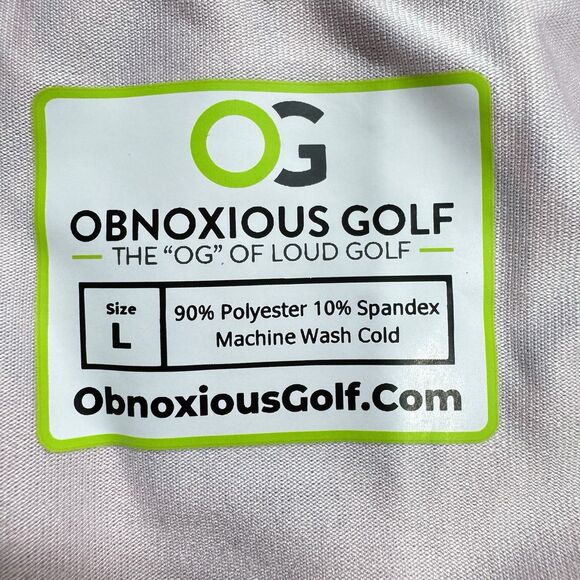 OG
OBNOXIOUS GOLF
THE "OG" OF LOUD GOLF
Size
L
90% Polyester 10% Spandex
Machine Wash Cold
ObnoxiousGolf.Com